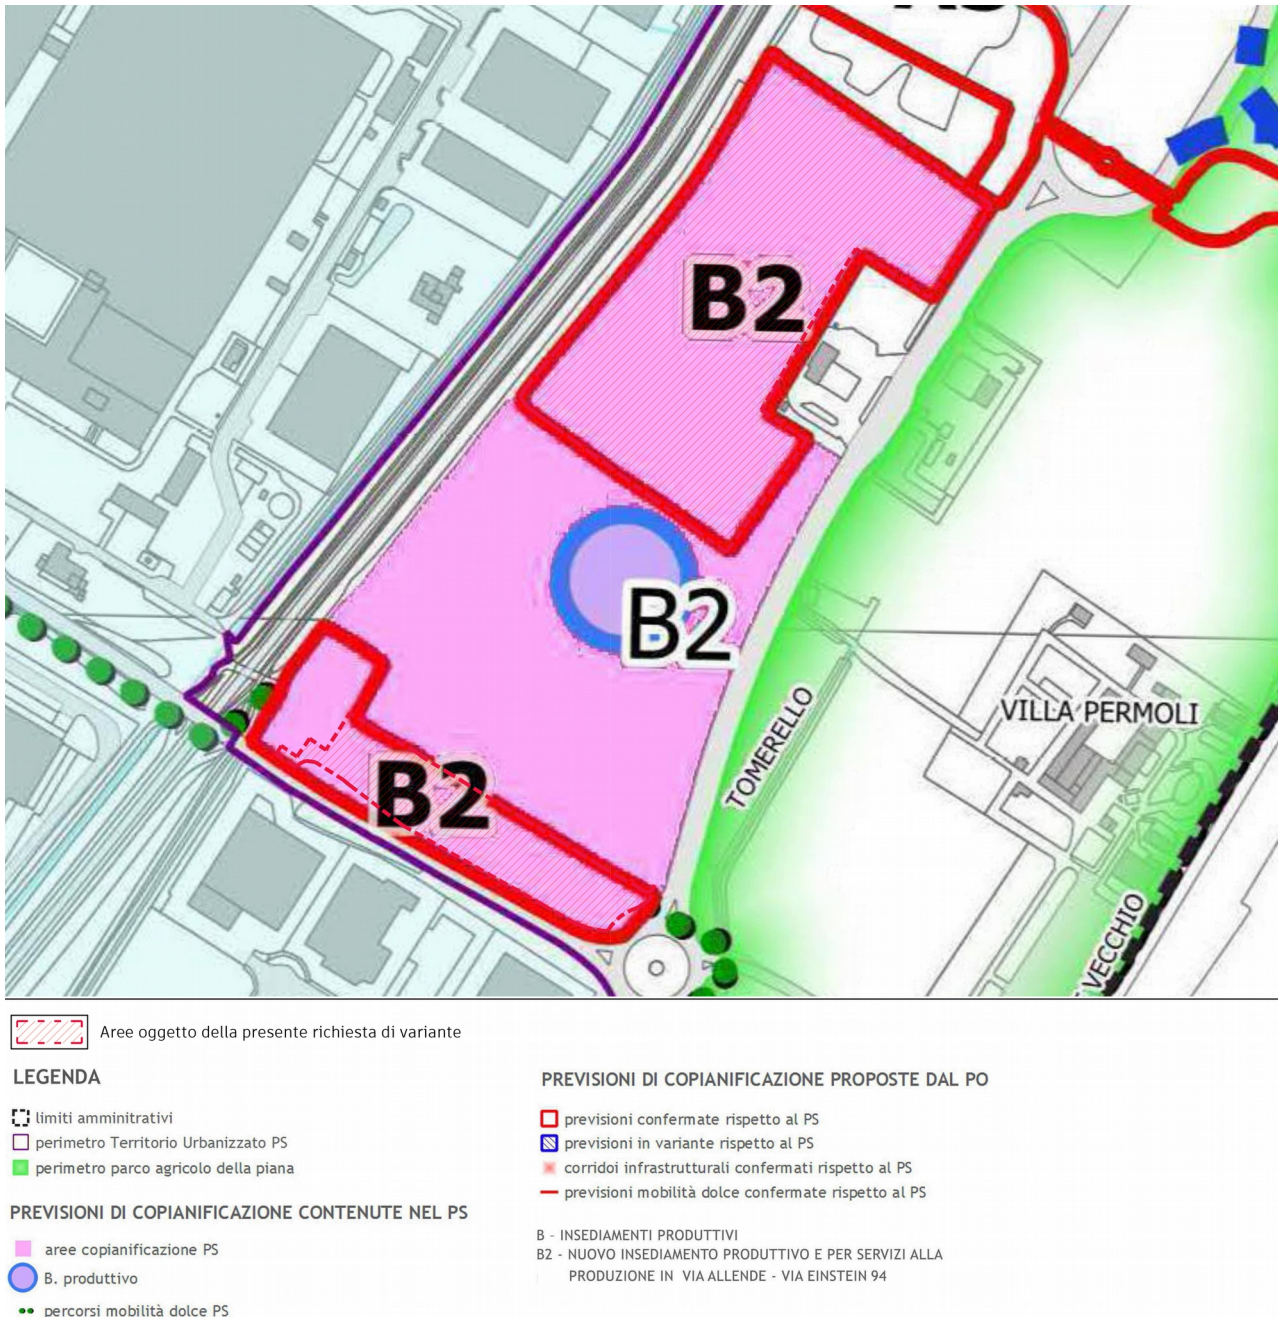 B2
B2
VILLA PERMOLI
TOMERELLO
B2
VECCHIO
Aree oggetto della presente richiesta di variante
LEGENDA
limiti amminitrativi
perimetro Territorio Urbanizzato PS
perimetro parco agricolo della piana
PREVISIONI DI COPIANIFICAZIONE CONTENUTE NEL PS
aree copianificazione PS
B. produttivo
percorsi mobilità dolce PS
PREVISIONI DI COPIANIFICAZIONE PROPOSTE DAL PO
previsioni confermate rispetto al PS
previsioni in variante rispetto al PS
corridoi infrastrutturali confermati rispetto al PS
previsioni mobilità dolce confermate rispetto al PS
B - INSEDIAMENTI PRODUTTIVI
B2 - NUOVO INSEDIAMENTO PRODUTTIVO E PER SERVIZI ALLA
PRODUZIONE IN VIA ALLENDE - VIA EINSTEIN 94